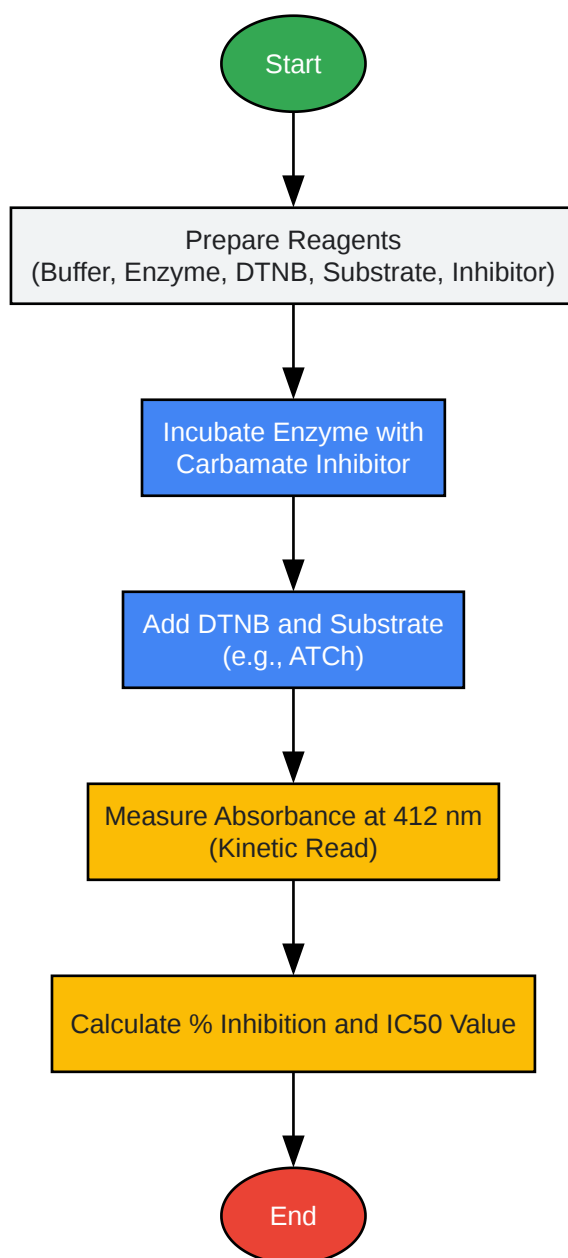 Start
Prepare Reagents
(Buffer, Enzyme, DTNB, Substrate, Inhibitor)
Incubate Enzyme with
Carbamate Inhibitor
Add DTNB and Substrate
(e.g., ATCh)
Measure Absorbance at 412 nm
(Kinetic Read)
Calculate % Inhibition and IC50 Value
End